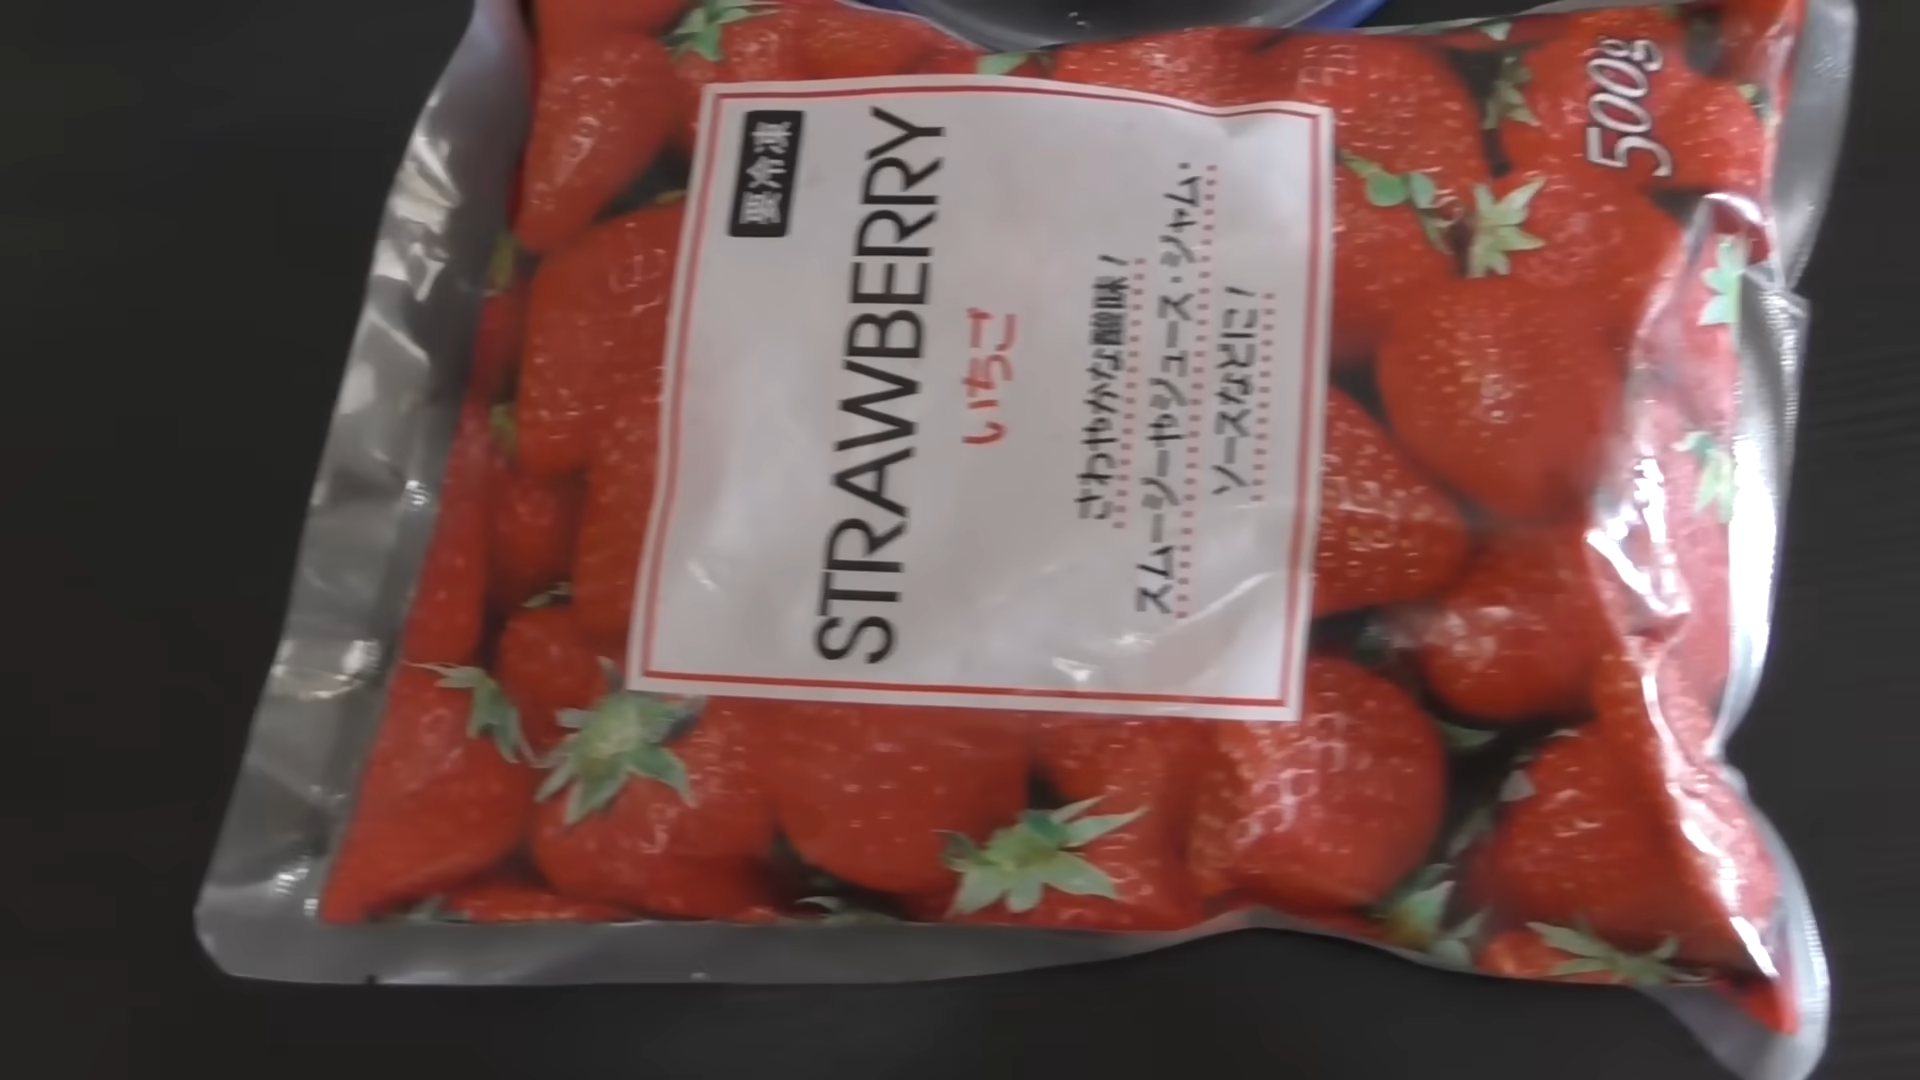 要冷凍
STRAWBERRY
いちご
さわやかな酸味!
スムージーやジュース・ジャム・
ソースなどに!
500g